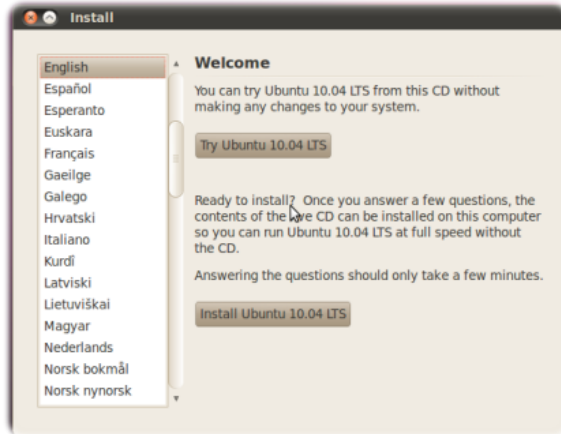 Install
English
Español
Esperanto
Euskara
Français
Gaeilge
Galego
Hrvatski
Italiano
Kurdî
Latviski
Lietuviškai
Magyar
Nederlands
Norsk bokmål
Norsk nynorsk
Welcome
You can try Ubuntu 10.04 LTS from this CD without
making any changes to your system.
Try Ubuntu 10.04 LTS
Ready to install? Once you answer a few questions, the
contents of the live CD can be installed on this computer
so you can run Ubuntu 10.04 LTS at full speed without
the CD.
Answering the questions should only take a few minutes.
Install Ubuntu 10.04 LTS